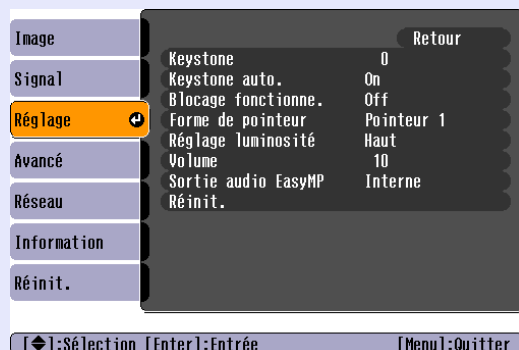 Image
Signal
Réglage
Avancé
Réseau
Information
Réinit.
Retour
Keystone 0
Keystone auto. On
Blocage fonctionne. Off
Forme de pointeur Pointeur 1
Réglage luminosité Haut
Volume 10
Sortie audio EasyMP Interne
Réinit.
[◆]:Sélection [Enter]:Entrée [Menu]:Quitter